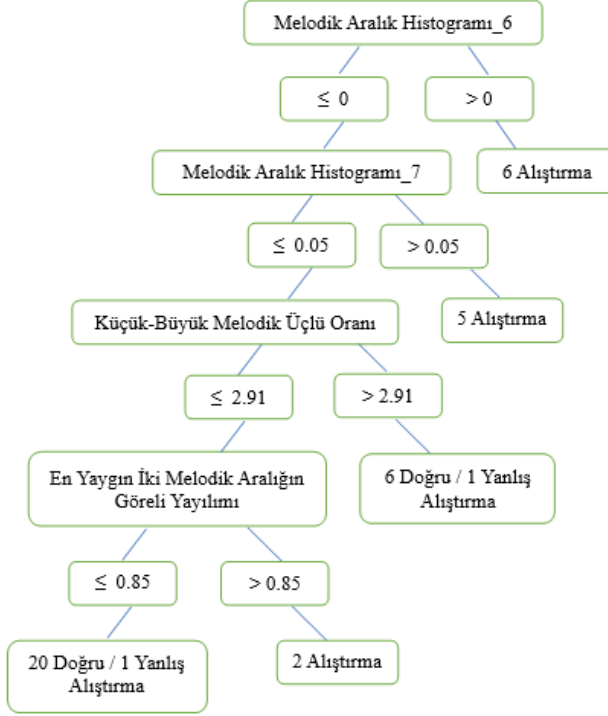 Melodik Aralık Histogramı_6
≤ 0
> 0
Melodik Aralık Histogramı_7
6 Alıştırma
≤ 0.05
> 0.05
Küçük-Büyük Melodik Üçlü Oranı
5 Alıştırma
≤ 2.91
> 2.91
En Yaygın İki Melodik Aralığın
Göreli Yayılımı
6 Doğru / 1 Yanlış
Alıştırma
≤ 0.85
> 0.85
20 Doğru / 1 Yanlış
Alıştırma
2 Alıştırma